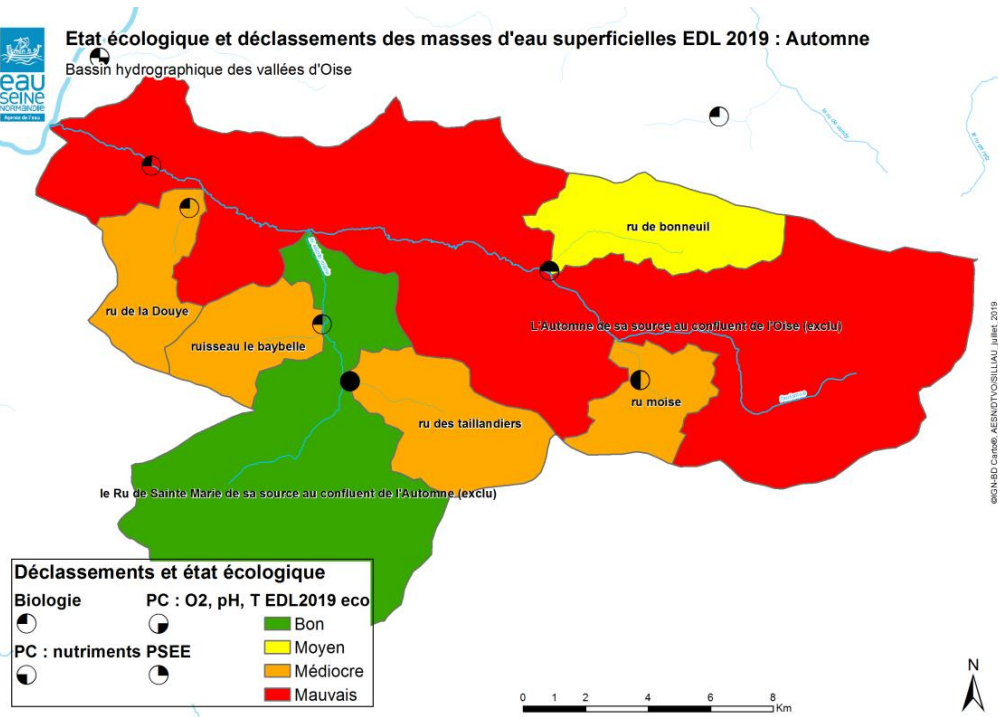 Etat écologique et déclassements des masses d'eau superficielles EDL 2019 : Automne
Bassin hydrographique des vallées d'Oise
eau
SEINE
NORMANDIE
Agence de l'eau
ru de bonneuil
ru de la Douye
L'Automne de sa source au confluent de l'Oise (exclu)
ruisseau le baybelle
ru moise
ru des taillandiers
le Ru de Sainte Marie de sa source au confluent de l'Automne (exclu)
Déclassements et état écologique
Biologie PC : O2, pH, T EDL2019 eco
Bon
PC : nutriments PSEE Moyen
Médiocre
Mauvais
0 1 2 4 6 8
Km
N
©IGN-BD Carto®, AESN/DTVO/SILLIAU_juillet_2019